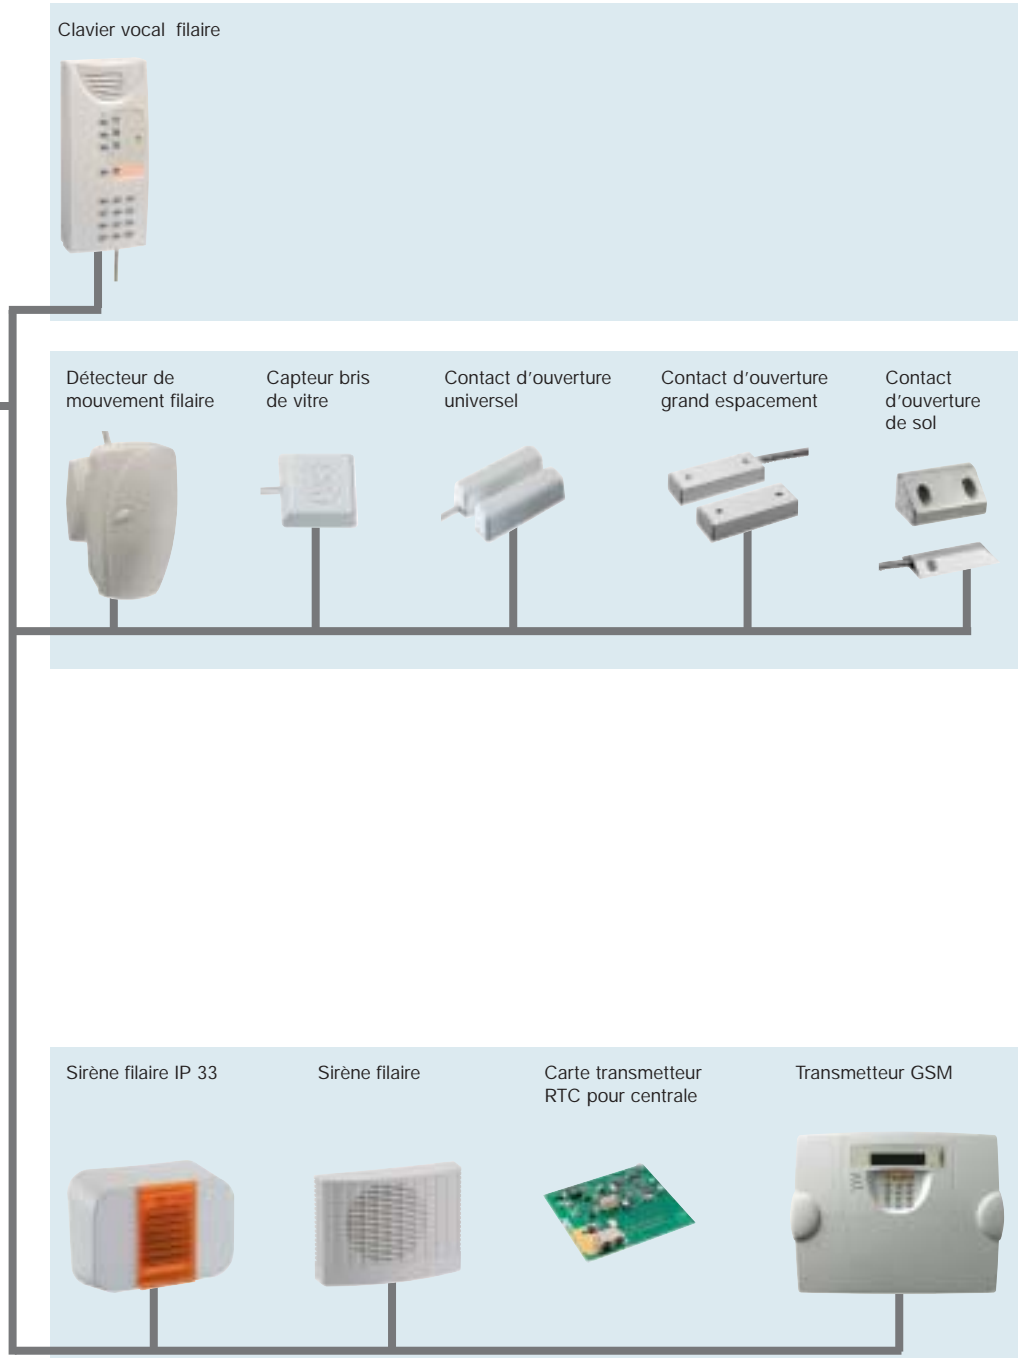 Clavier vocal filaire
Détecteur de
mouvement filaire
Capteur bris
de vitre
Contact d'ouverture
universel
Contact d'ouverture
grand espacement
Contact
d'ouverture
de sol
Sirène filaire IP 33
Sirène filaire
Carte transmetteur
RTC pour centrale
Transmetteur GSM